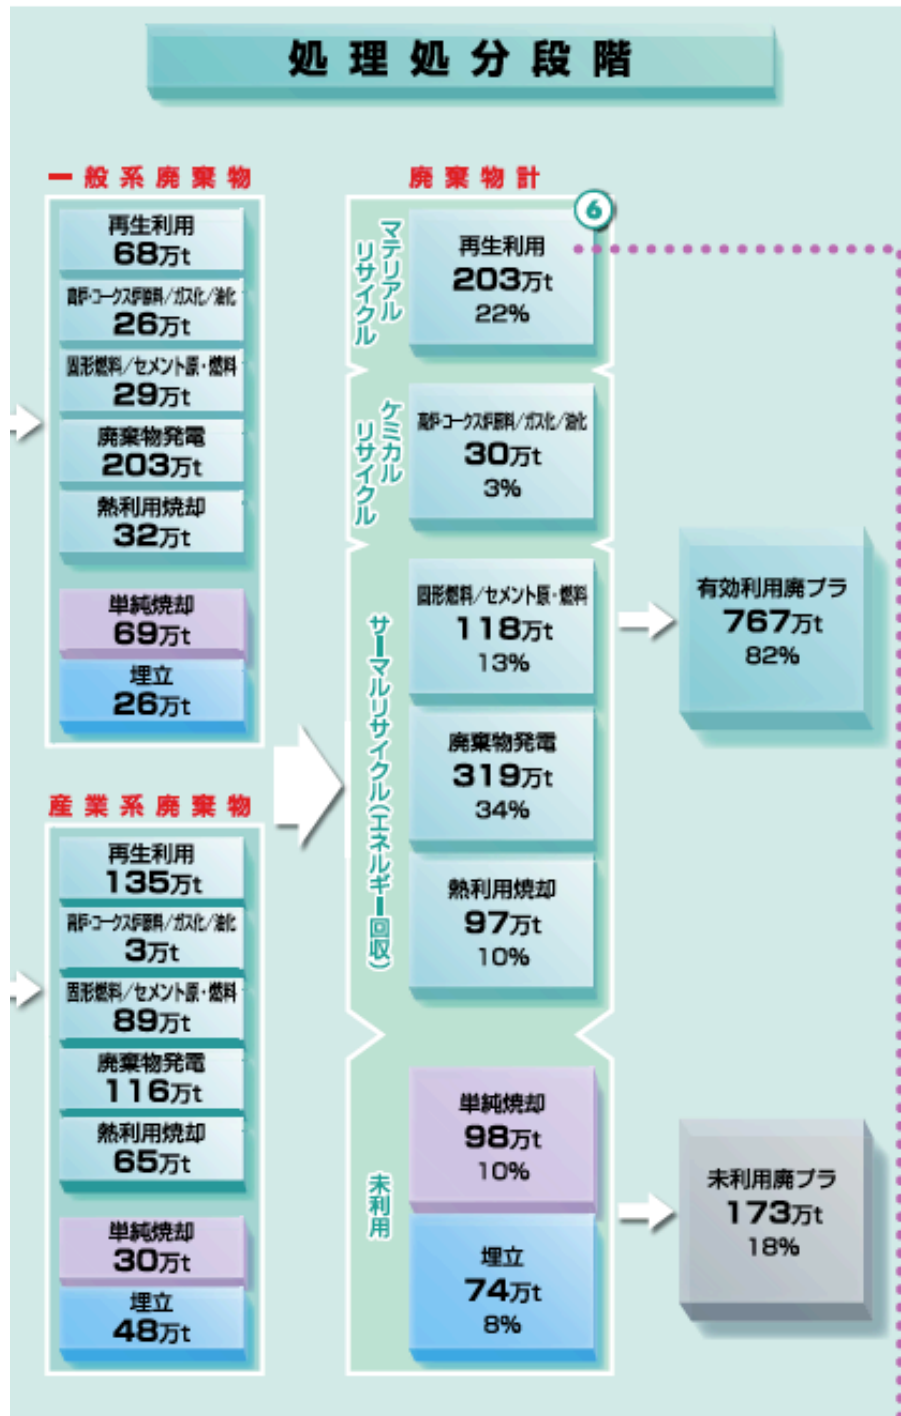 処理処分段階
一般系廃棄物
再生利用
68万t
高炉・コークス炉原料/ガス化/油化
26万t
固形燃料/セメント原・燃料
29万t
廃棄物発電
203万t
熱利用焼却
32万t
単純焼却
69万t
埋立
26万t
産業系廃棄物
再生利用
135万t
高炉・コークス炉原料/ガス化/油化
3万t
固形燃料/セメント原・燃料
89万t
廃棄物発電
116万t
熱利用焼却
65万t
単純焼却
30万t
埋立
48万t
廃棄物計
6
マテリアル
リサイクル
再生利用
203万t
22%
ケミカル
リサイクル
高炉・コークス炉原料/ガス化/油化
30万t
3%
サーマルリサイクル(エネルギー回収)
固形燃料/セメント原・燃料
118万t
13%
廃棄物発電
319万t
34%
熱利用焼却
97万t
10%
未利用
単純焼却
98万t
10%
埋立
74万t
8%
有効利用廃プラ
767万t
82%
未利用廃プラ
173万t
18%